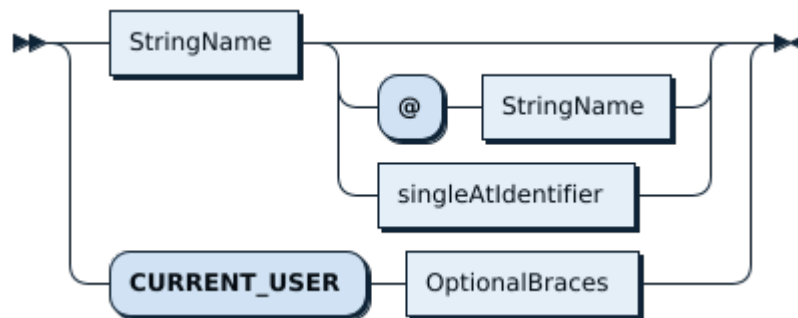 StringName
@ StringName
singleAtIdentifier
CURRENT_USER OptionalBraces